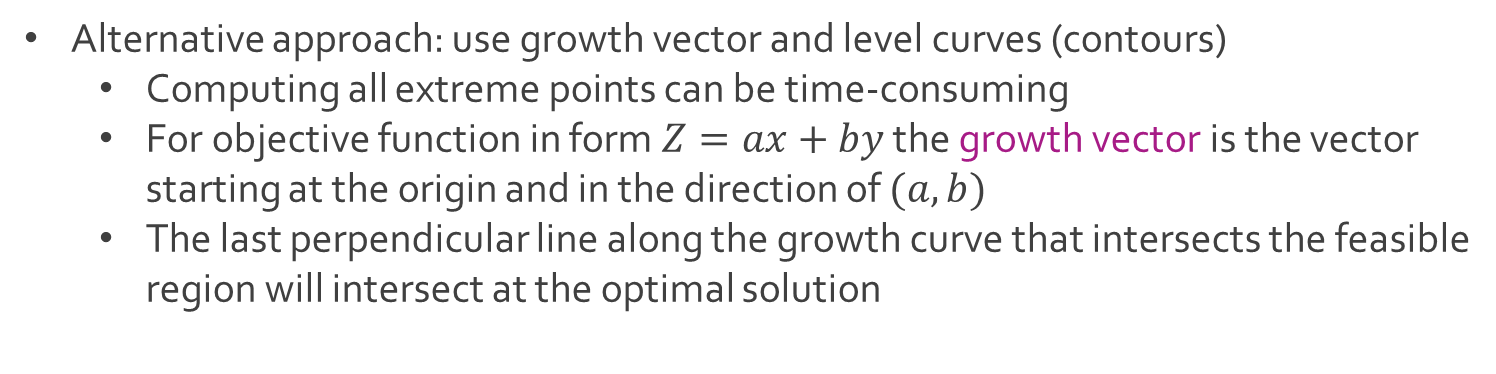 • Alternative approach: use growth vector and level curves (contours)
• Computing all extreme points can be time-consuming
• For objective function in form Z = ax + by the growth vector is the vector
starting at the origin and in the direction of (a, b)
• The last perpendicular line along the growth curve that intersects the feasible
region will intersect at the optimal solution